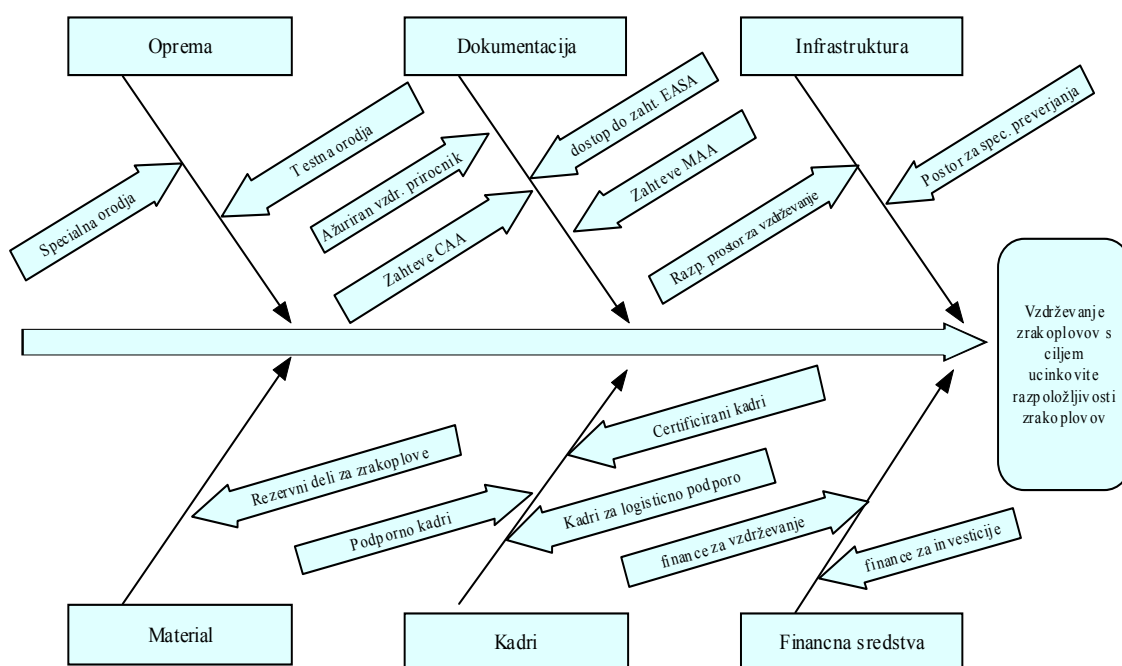 Oprema
Dokumentacija
Infrastruktura
Specialna orodja
Testna orodja
Ažuriran vzdr. prirocnik
Zahteve CAA
dostop do zaht. EASA
Zahteve MAA
Razp. prostor za vzdrževanje
Postor za spec. preverjanja
Vzdrževanje
zrakoplovov s
ciljem
ucinkovite
razpoložljivosti
zrakoplovov
Rezervni deli za zrakoplove
Podporno kadri
Certificirani kadri
Kadri za logisticno podporo
finance za vzdrževanje
finance za investicije
Material
Kadri
Financna sredstva